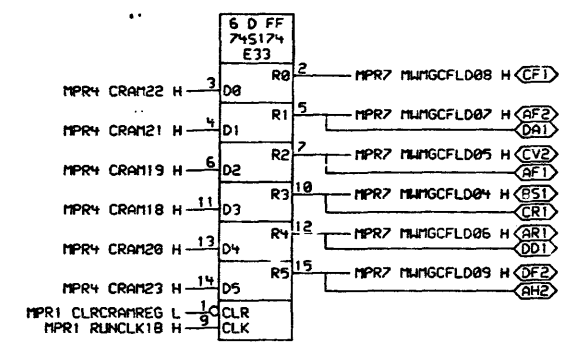 6 D FF
74S174
E33
R0 2 MPR7 MWMGCFLD08 H CF1
MPR4 CRAM22 H 3 D0
R1 5 MPR7 MWMGCFLD07 H AF2
MPR4 CRAM21 H 4 D1 DA1
R2 7 MPR7 MWMGCFLD05 H CV2
MPR4 CRAM19 H 6 D2 AF1
R3 10 MPR7 MWMGCFLD04 H BS1
MPR4 CRAM18 H 11 D3 CR1
R4 12 MPR7 MWMGCFLD06 H AR1
MPR4 CRAM20 H 13 D4 DD1
R5 15 MPR7 MWMGCFLD09 H DF2
MPR4 CRAM23 H 14 D5 AH2
MPR1 CLRCRAMREG L 1 CLR
MPR1 RUNCLK1B H 9 CLK